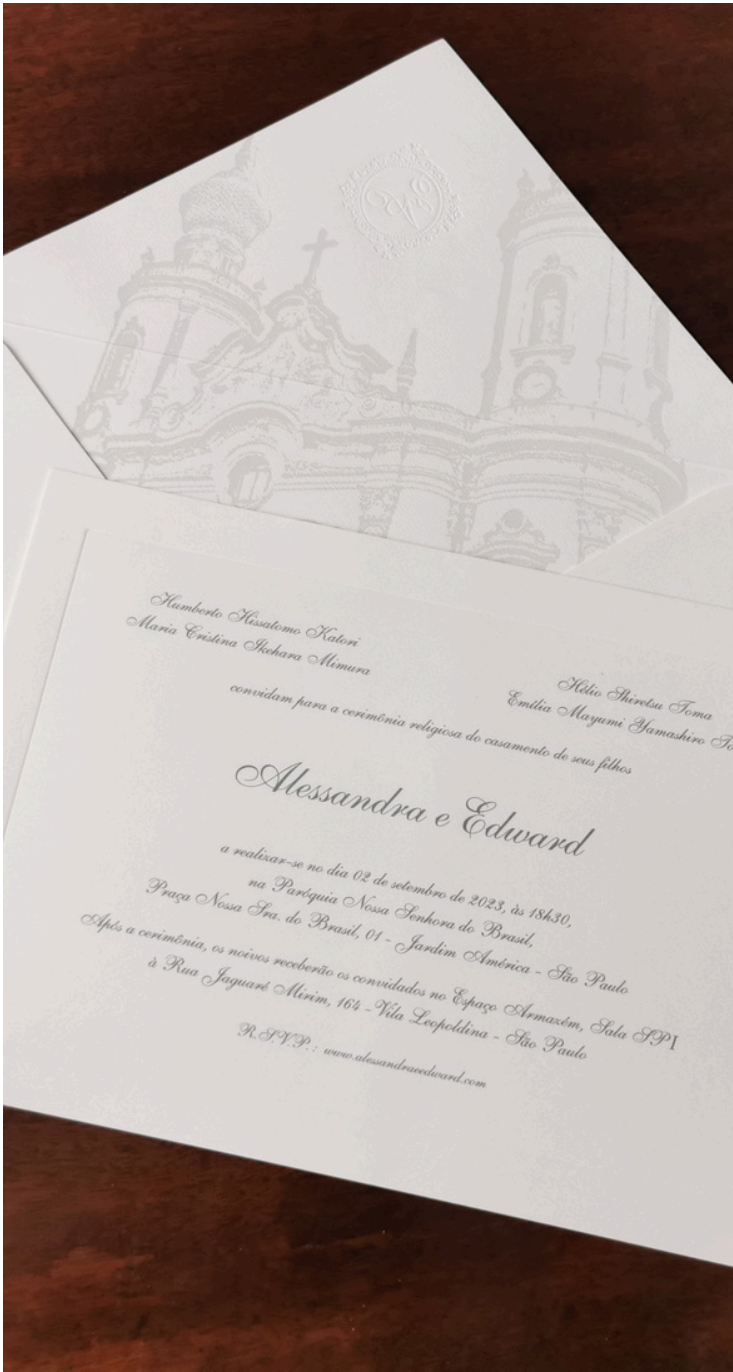 Humberto Hissatomo Katori
Maria Cristina Ikehara Mimura
Hélio Shiretsu Toma
Emília Mayumi Yamashiro
convidam para a cerimônia religiosa do casamento de seus filhos
Alessandra e Edward
a realizar-se no dia 02 de setembro de 2023, às 18h30,
na Paróquia Nossa Senhora do Brasil,
Praça Nossa Sra. do Brasil, 01 - Jardim América - São Paulo
Após a cerimônia, os noivos receberão os convidados no Espaço Armazém, Sala SPI
à Rua Jaguaré Mirim, 164 - Vila Leopoldina - São Paulo
R.S.V.P.: www.alessandraeedward.com